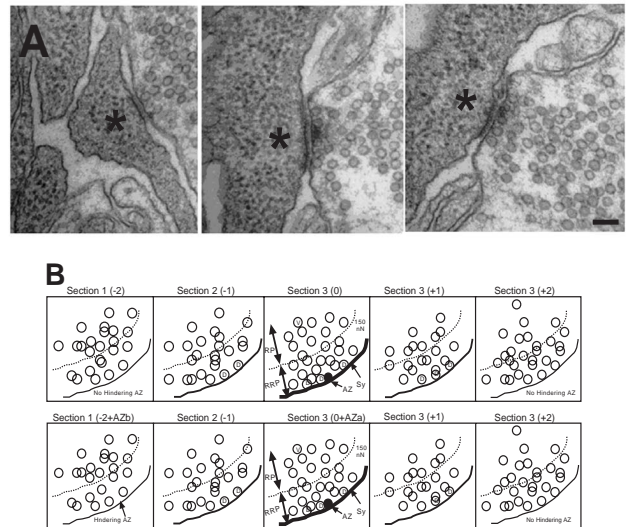 A
*
*
*
B
Section 1 (-2) Section 2 (-1) Section 3 (0) Section 3 (+1) Section 3 (+2)
V
150
nN
RP
RRP
D D D D D
AZ
Sy
No Hindering AZ
No Hindering AZ
Section 1 (-2+AZb) Section 2 (-1) Section 3 (0+AZa) Section 3 (+1) Section 3 (+2)
V
150
nN
RP
RRP
D D D D D
AZ
Sy
Hndering AZ
No Hindering AZ